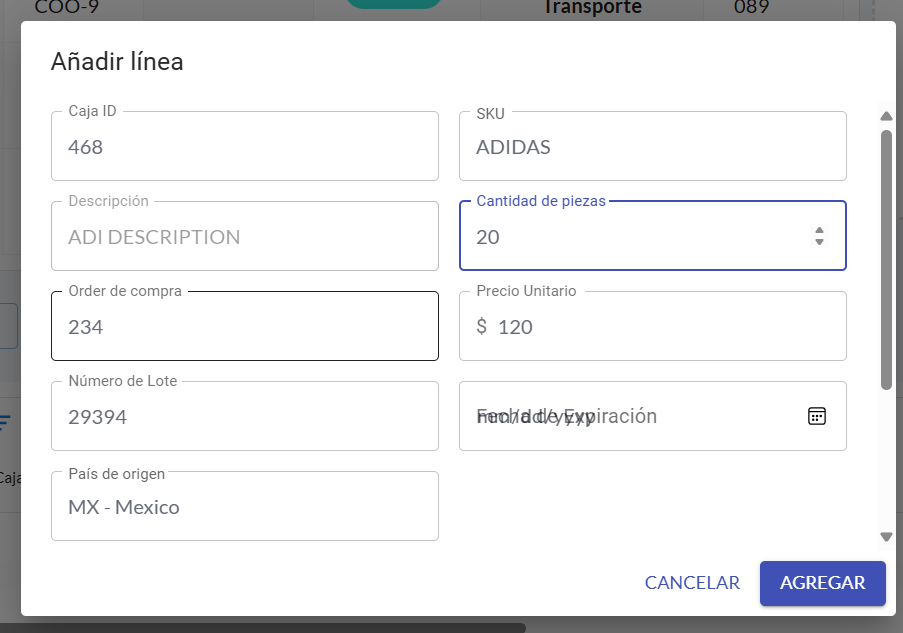 COO-9
Transporte
089
Añadir línea
Caja ID
468
SKU
ADIDAS
Descripción
ADI DESCRIPTION
Cantidad de piezas
20
Order de compra
234
Precio Unitario
$ 120
Número de Lote
29394
Fecha de Expiración
mm/dd/yyyy
País de origen
MX - Mexico
Caja
CANCELAR
AGREGAR